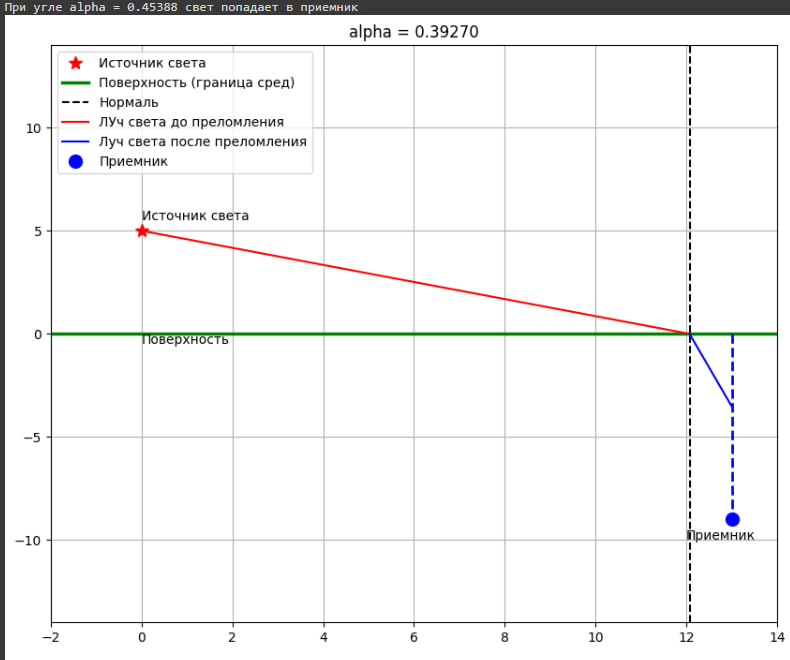 При угле alpha = 0.45388 свет попадает в приемник
alpha = 0.39270
Источник света
Поверхность (граница сред)
Нормаль
ЛУч света до преломления
Луч света после преломления
Приемник
10
5
0
−5
−10
Источник света
Поверхность
Приемник
−2
0
2
4
6
8
10
12
14